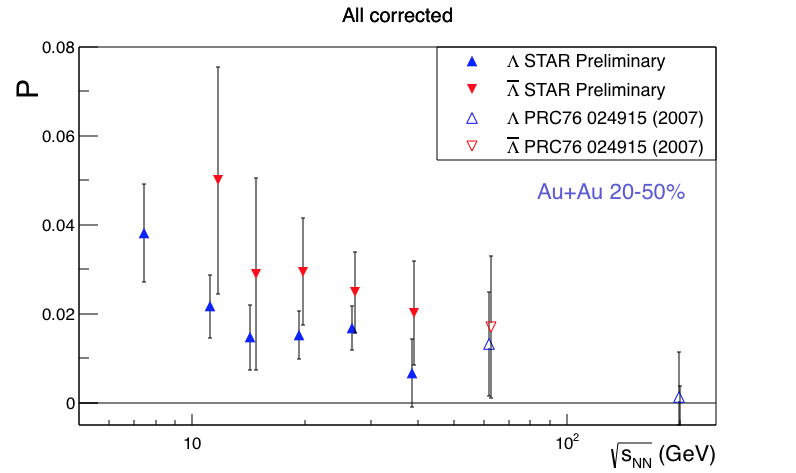 All corrected
P
0.08
0.06
0.04
0.02
0
Λ STAR Preliminary
Λ̅ STAR Preliminary
Λ PRC76 024915 (2007)
Λ̅ PRC76 024915 (2007)
Au+Au 20-50%
10
10²
√s_NN (GeV)